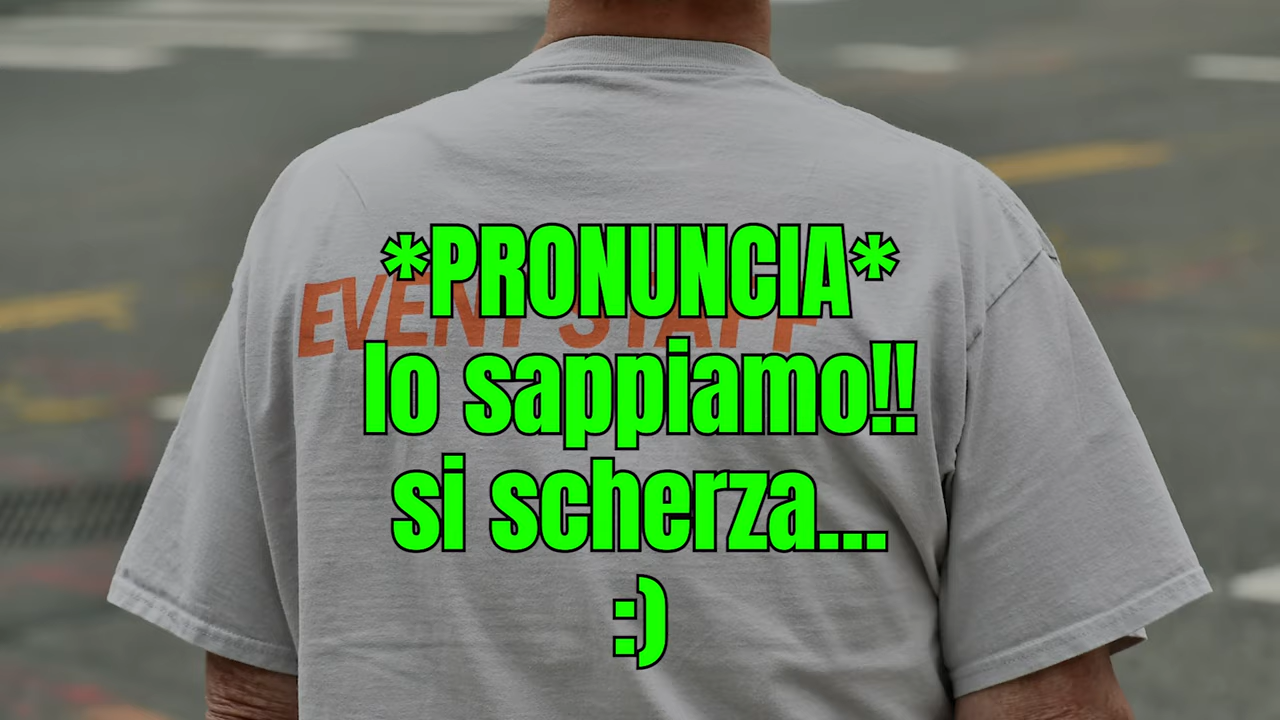 *PRONUNCIA*
EVENT STAFF
lo sappiamo!!
si scherza...
:)